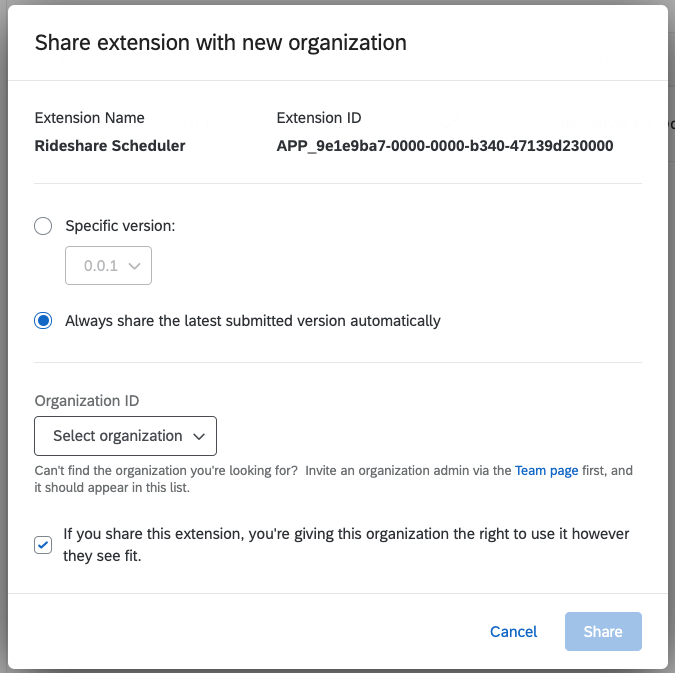 Share extension with new organization
Extension Name
Extension ID
Rideshare Scheduler
APP_9e1e9ba7-0000-0000-b340-47139d230000
Specific version:
0.0.1
Always share the latest submitted version automatically
Organization ID
Select organization
Can't find the organization you're looking for?  Invite an organization admin via the Team page first, and
it should appear in this list.
If you share this extension, you're giving this organization the right to use it however
they see fit.
Cancel
Share